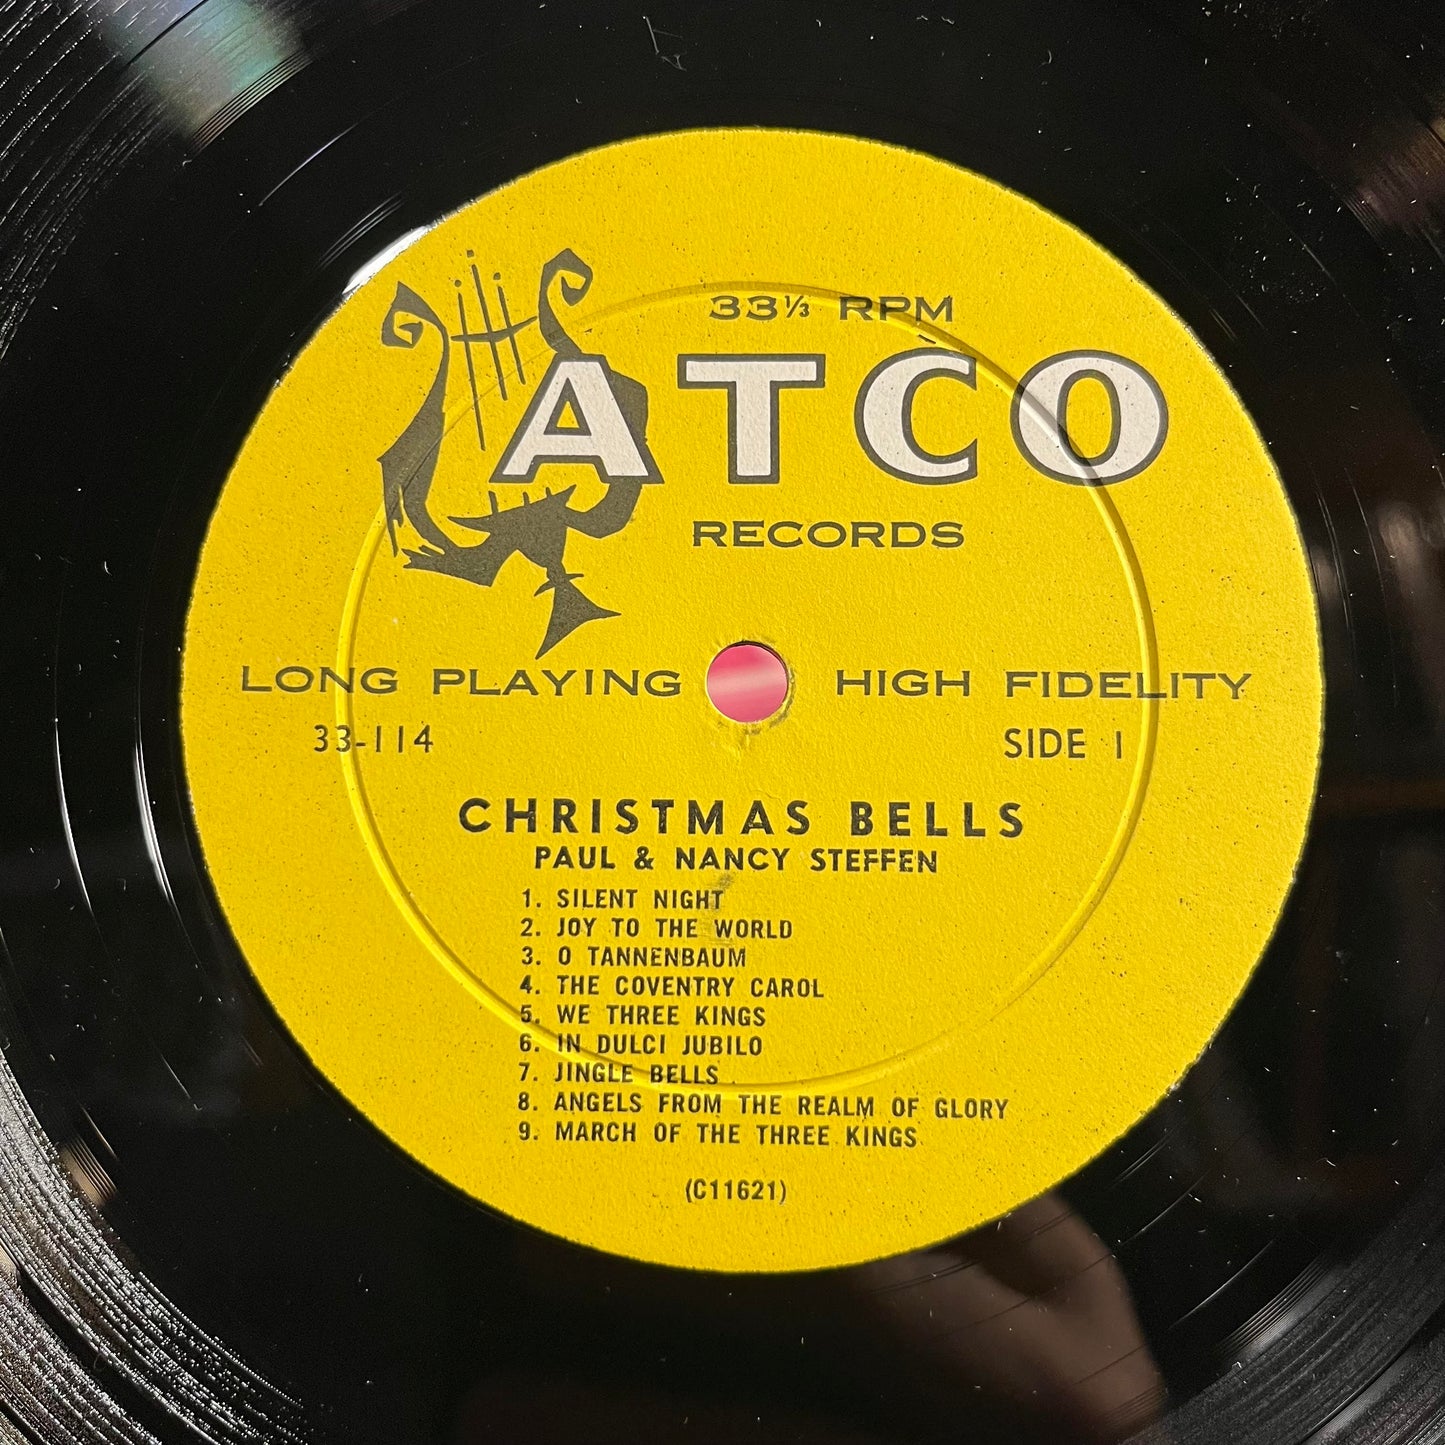 33⅓ RPM
ATCO
RECORDS
LONG PLAYING HIGH FIDELITY
33-114 SIDE 1
CHRISTMAS BELLS
PAUL & NANCY STEFFEN
1. SILENT NIGHT
2. JOY TO THE WORLD
3. O TANNENBAUM
4. THE COVENTRY CAROL
5. WE THREE KINGS
6. IN DULCI JUBILO
7. JINGLE BELLS
8. ANGELS FROM THE REALM OF GLORY
9. MARCH OF THE THREE KINGS
(C11621)